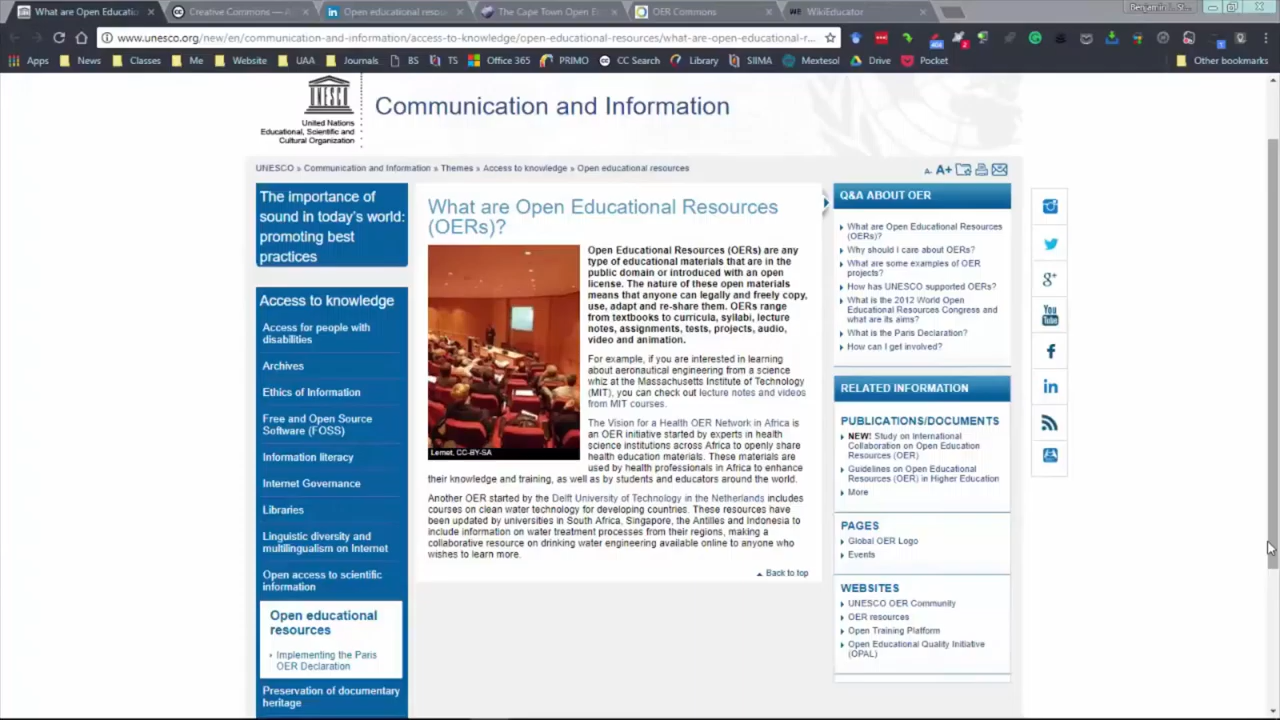 What are Open Educatio
Creative Commons — A
Open educational resou
The Cape Town Open E
OER Commons
WikiEducator
www.unesco.org/new/en/communication-and-information/access-to-knowledge/open-educational-resources/what-are-open-educational-r...
Apps News Classes Me Website UAA Journals BS TS Office 365 PRIMO CC Search Library SIIMA Mextesol Drive Pocket Other bookmarks
United Nations
Educational, Scientific and
Cultural Organization
Communication and Information
UNESCO » Communication and Information » Themes » Access to knowledge » Open educational resources
A- A+
The importance of
sound in today's world:
promoting best
practices
Access to knowledge
Access for people with
disabilities
Archives
Ethics of Information
Free and Open Source
Software (FOSS)
Information literacy
Internet Governance
Libraries
Linguistic diversity and
multilingualism on Internet
Open access to scientific
information
Open educational
resources
Implementing the Paris
OER Declaration
Preservation of documentary
heritage
What are Open Educational Resources
(OERs)?
Lemet, CC-BY-SA
Open Educational Resources (OERs) are any
type of educational materials that are in the
public domain or introduced with an open
license. The nature of these open materials
means that anyone can legally and freely copy,
use, adapt and re-share them. OERs range
from textbooks to curricula, syllabi, lecture
notes, assignments, tests, projects, audio,
video and animation.
For example, if you are interested in learning
about aeronautical engineering from a science
whiz at the Massachusetts Institute of Technology
(MIT), you can check out lecture notes and videos
from MIT courses.
The Vision for a Health OER Network in Africa is
an OER initiative started by experts in health
science institutions across Africa to openly share
health education materials. These materials are
used by health professionals in Africa to enhance
their knowledge and training, as well as by students and educators around the world.
Another OER started by the Delft University of Technology in the Netherlands includes
courses on clean water technology for developing countries. These resources have
been updated by universities in South Africa, Singapore, the Antilles and Indonesia to
include information on water treatment processes from their regions, making a
collaborative resource on drinking water engineering available online to anyone who
wishes to learn more.
Back to top
Q&A ABOUT OER
What are Open Educational Resources
(OERs)?
Why should I care about OERs?
What are some examples of OER
projects?
How has UNESCO supported OERs?
What is the 2012 World Open
Educational Resources Congress and
what are its aims?
What is the Paris Declaration?
How can I get involved?
RELATED INFORMATION
PUBLICATIONS/DOCUMENTS
NEW! Study on International
Collaboration on Open Education
Resources (OER)
Guidelines on Open Educational
Resources (OER) in Higher Education
More
PAGES
Global OER Logo
Events
WEBSITES
UNESCO OER Community
OER resources
Open Training Platform
Open Educational Quality Initiative
(OPAL)
You
Tube